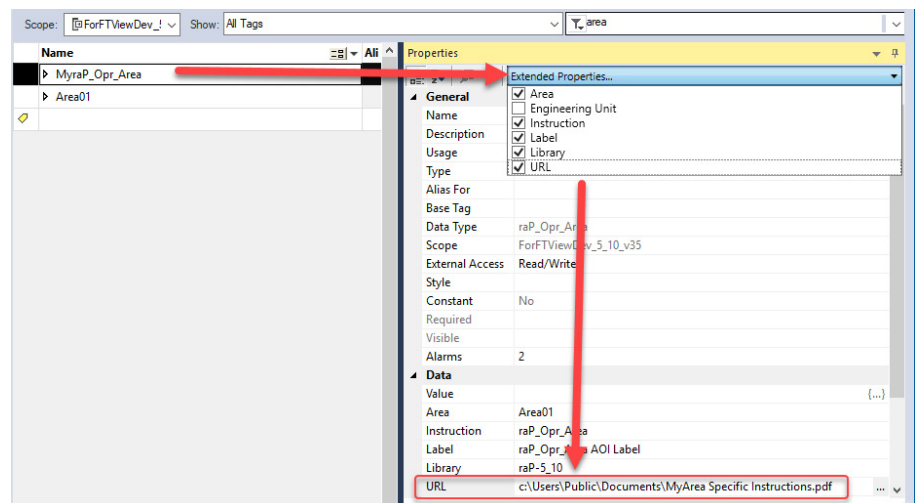 Scope: ForFTViewDev_! Show: All Tags area
Name Ali
MyraP_Opr_Area
Area01
Properties
Extended Properties...
Area
Engineering Unit
Instruction
Label
Library
URL
General
Name
Description
Usage
Type
Alias For
Base Tag
Data Type raP_Opr_Area
Scope ForFTViewDev_5_10_v35
External Access Read/Write
Style
Constant No
Required
Visible
Alarms 2
Data
Value {...}
Area Area01
Instruction raP_Opr_Area
Label raP_Opr_Area AOI Label
Library raP-5_10
URL c:\Users\Public\Documents\MyArea Specific Instructions.pdf ...